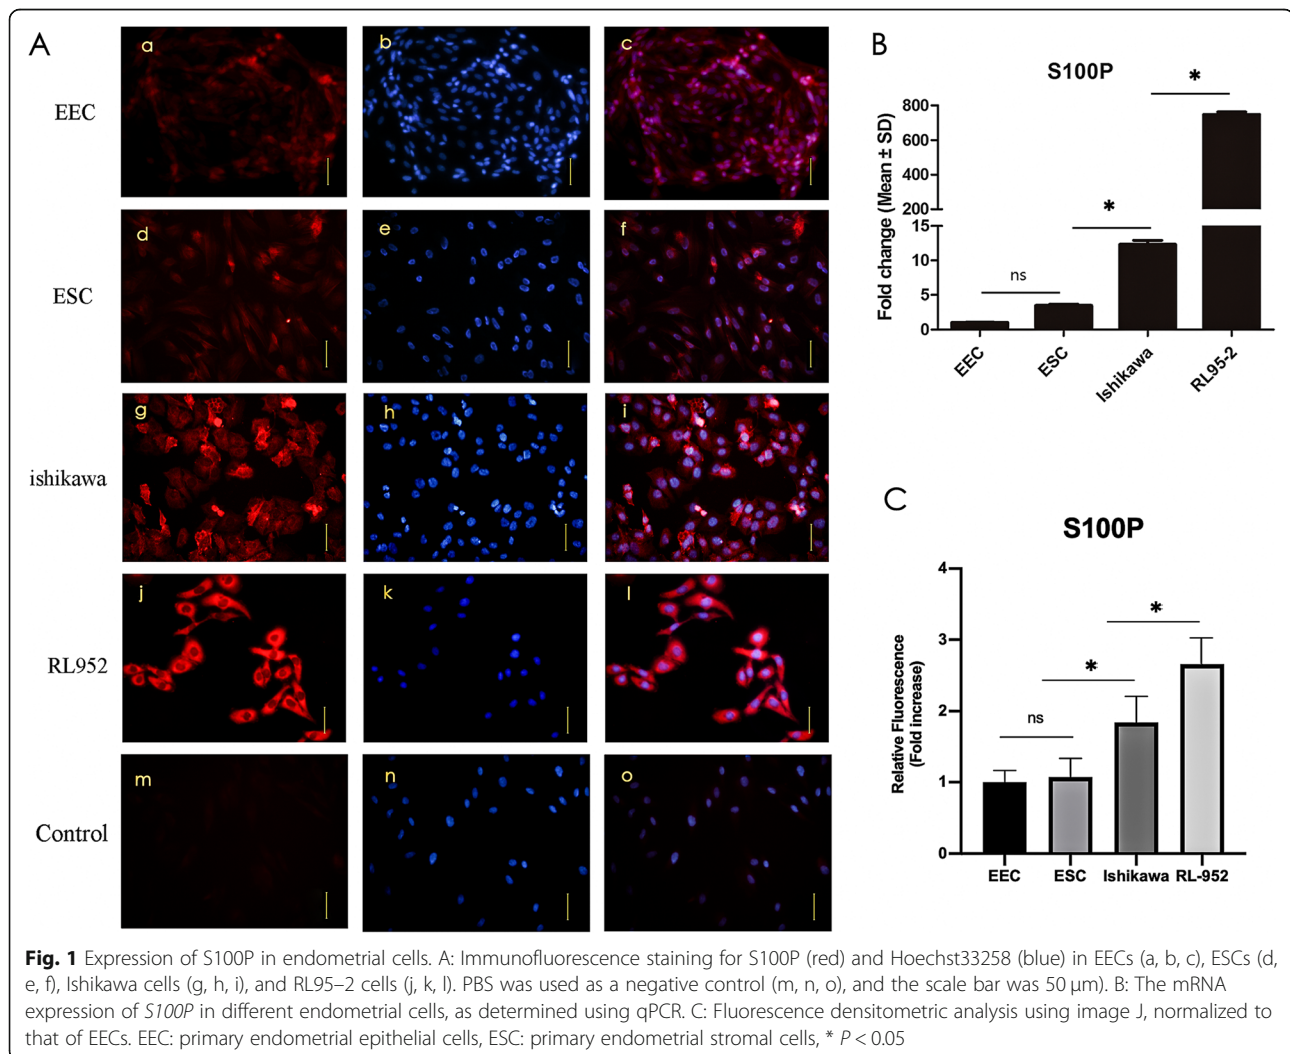 A
a
b
c
EEC
d
e
f
ESC
g
h
i
ishikawa
j
k
l
RL952
m
n
o
Control
B
S100P
Fold change (Mean ± SD)
800
600
400
200
15
10
5
0
ns
*
*
EEC
ESC
Ishikawa
RL95-2
C
S100P
Relative Fluorescence
(Fold increase)
4
3
2
1
0
ns
*
*
EEC ESC Ishikawa RL-952
Fig. 1 Expression of S100P in endometrial cells. A: Immunofluorescence staining for S100P (red) and Hoechst33258 (blue) in EECs (a, b, c), ESCs (d,
e, f), Ishikawa cells (g, h, i), and RL95–2 cells (j, k, l). PBS was used as a negative control (m, n, o), and the scale bar was 50 μm). B: The mRNA
expression of S100P in different endometrial cells, as determined using qPCR. C: Fluorescence densitometric analysis using image J, normalized to
that of EECs. EEC: primary endometrial epithelial cells, ESC: primary endometrial stromal cells, * P < 0.05